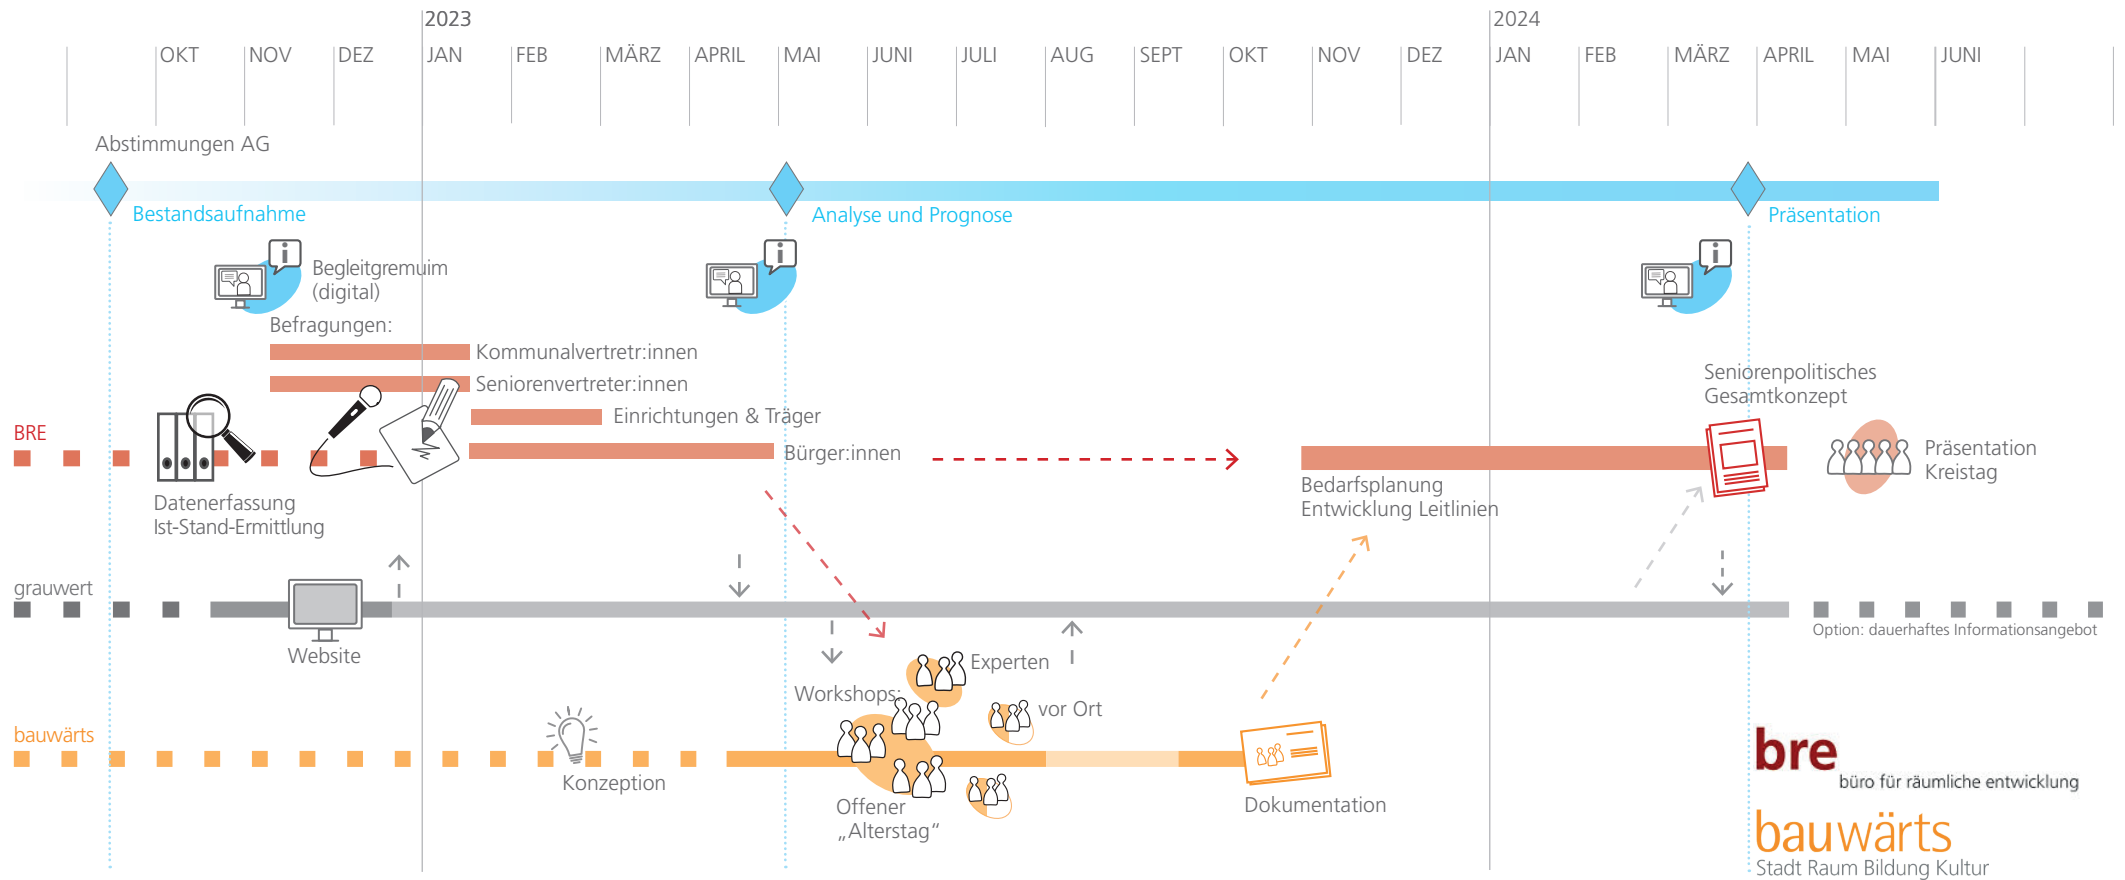 2023
2024
OKT NOV DEZ JAN FEB MÄRZ APRIL MAI JUNI JULI AUG SEPT OKT NOV DEZ JAN FEB MÄRZ APRIL MAI JUNI
Abstimmungen AG
Bestandsaufnahme
Analyse und Prognose
Präsentation
Begleitgremuim
(digital)
Befragungen:
Kommunalvertretr:innen
Seniorenvertreter:innen
Einrichtungen & Träger
Bürger:innen
Seniorenpolitisches
Gesamtkonzept
BRE
Präsentation
Kreistag
Datenerfassung
Ist-Stand-Ermittlung
Bedarfsplanung
Entwicklung Leitlinien
grauwert
Website
Option: dauerhaftes Informationsangebot
Experten
Workshops:
vor Ort
bauwärts
Konzeption
Offener
„Alterstag“
Dokumentation
bre
büro für räumliche entwicklung
bauwärts
Stadt Raum Bildung Kultur